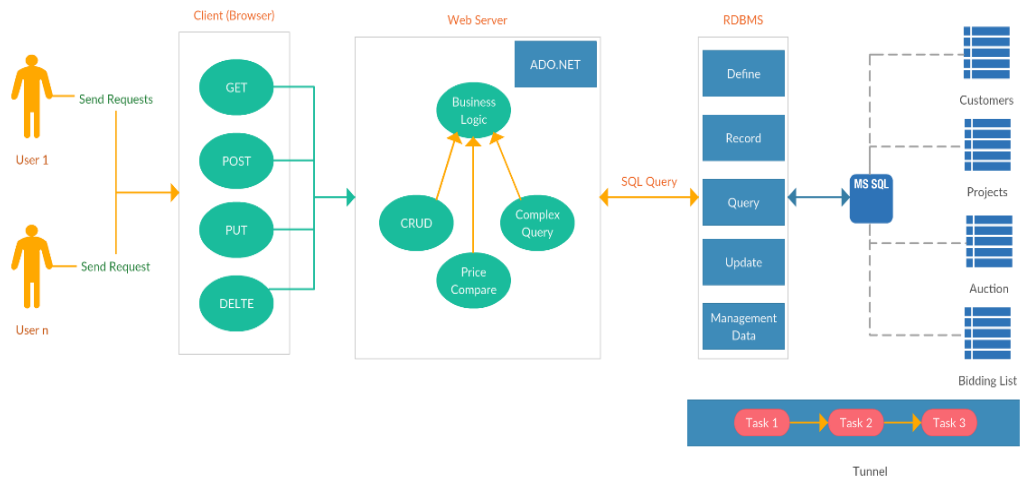 Client (Browser)
Web Server
RDBMS
User 1
Send Requests
User n
Send Request
GET
POST
PUT
DELTE
ADO.NET
Business
Logic
CRUD
Complex
Query
Price
Compare
SQL Query
Define
Record
Query
Update
Management
Data
MS SQL
Customers
Projects
Auction
Bidding List
Task 1
Task 2
Task 3
Tunnel